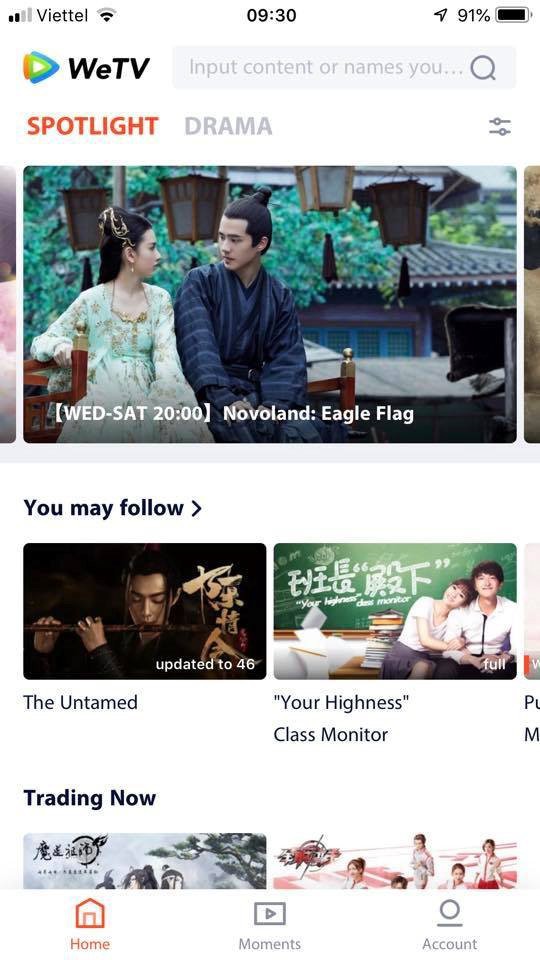 Viettel
09:30
91%
WeTV
Input content or names you...
SPOTLIGHT
DRAMA
【WED-SAT 20:00】Novoland: Eagle Flag
You may follow >
陈情令
updated to 46
班長“殿下”
"Your highness" class monitor
full
The Untamed
"Your Highness"
Class Monitor
Pu
M
Trading Now
魔道祖师
Home
Moments
Account